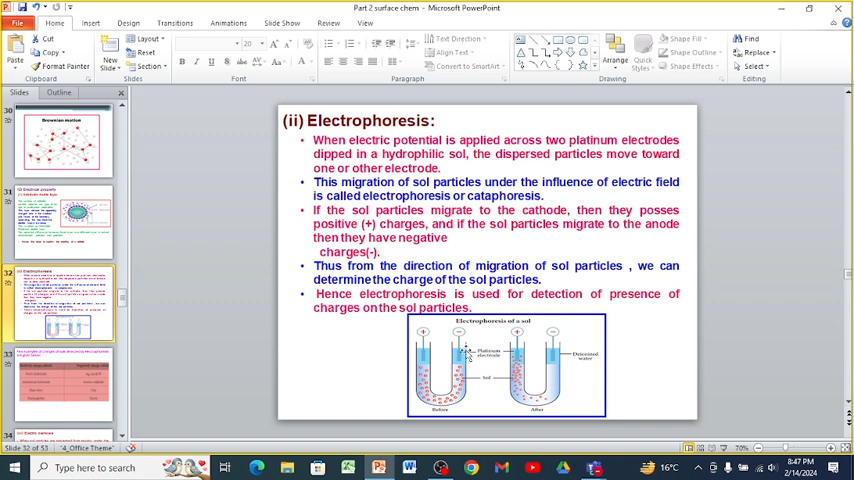 Part 2 surface chem - Microsoft PowerPoint
File Home Insert Design Transitions Animations Slide Show Review View
Cut Copy Format Painter
Paste
Clipboard
New Slide
Layout Reset Section
Slides
20
Font
Paragraph
Text Direction
Align Text
Convert to SmartArt
Arrange Quick Styles
Shape Fill
Shape Outline
Shape Effects
Drawing
Find
Replace
Select
Editing
Slides Outline
30
Brownian motion
31
32
33
34
(ii) Electrophoresis:
• When electric potential is applied across two platinum electrodes
dipped in a hydrophilic sol, the dispersed particles move toward
one or other electrode.
• This migration of sol particles under the influence of electric field
is called electrophoresis or cataphoresis.
• If the sol particles migrate to the cathode, then they posses
positive (+) charges, and if the sol particles migrate to the anode
then they have negative
charges(-).
• Thus from the direction of migration of sol particles , we can
determine the charge of the sol particles.
• Hence electrophoresis is used for detection of presence of
charges on the sol particles.
Electrophoresis of a sol
+ − + −
Platinum
electrode
Deionized
water
Sol
Before After
Slide 32 of 53 "4_Office Theme" 70%
Type here to search
16°C
8:47 PM
2/14/2024